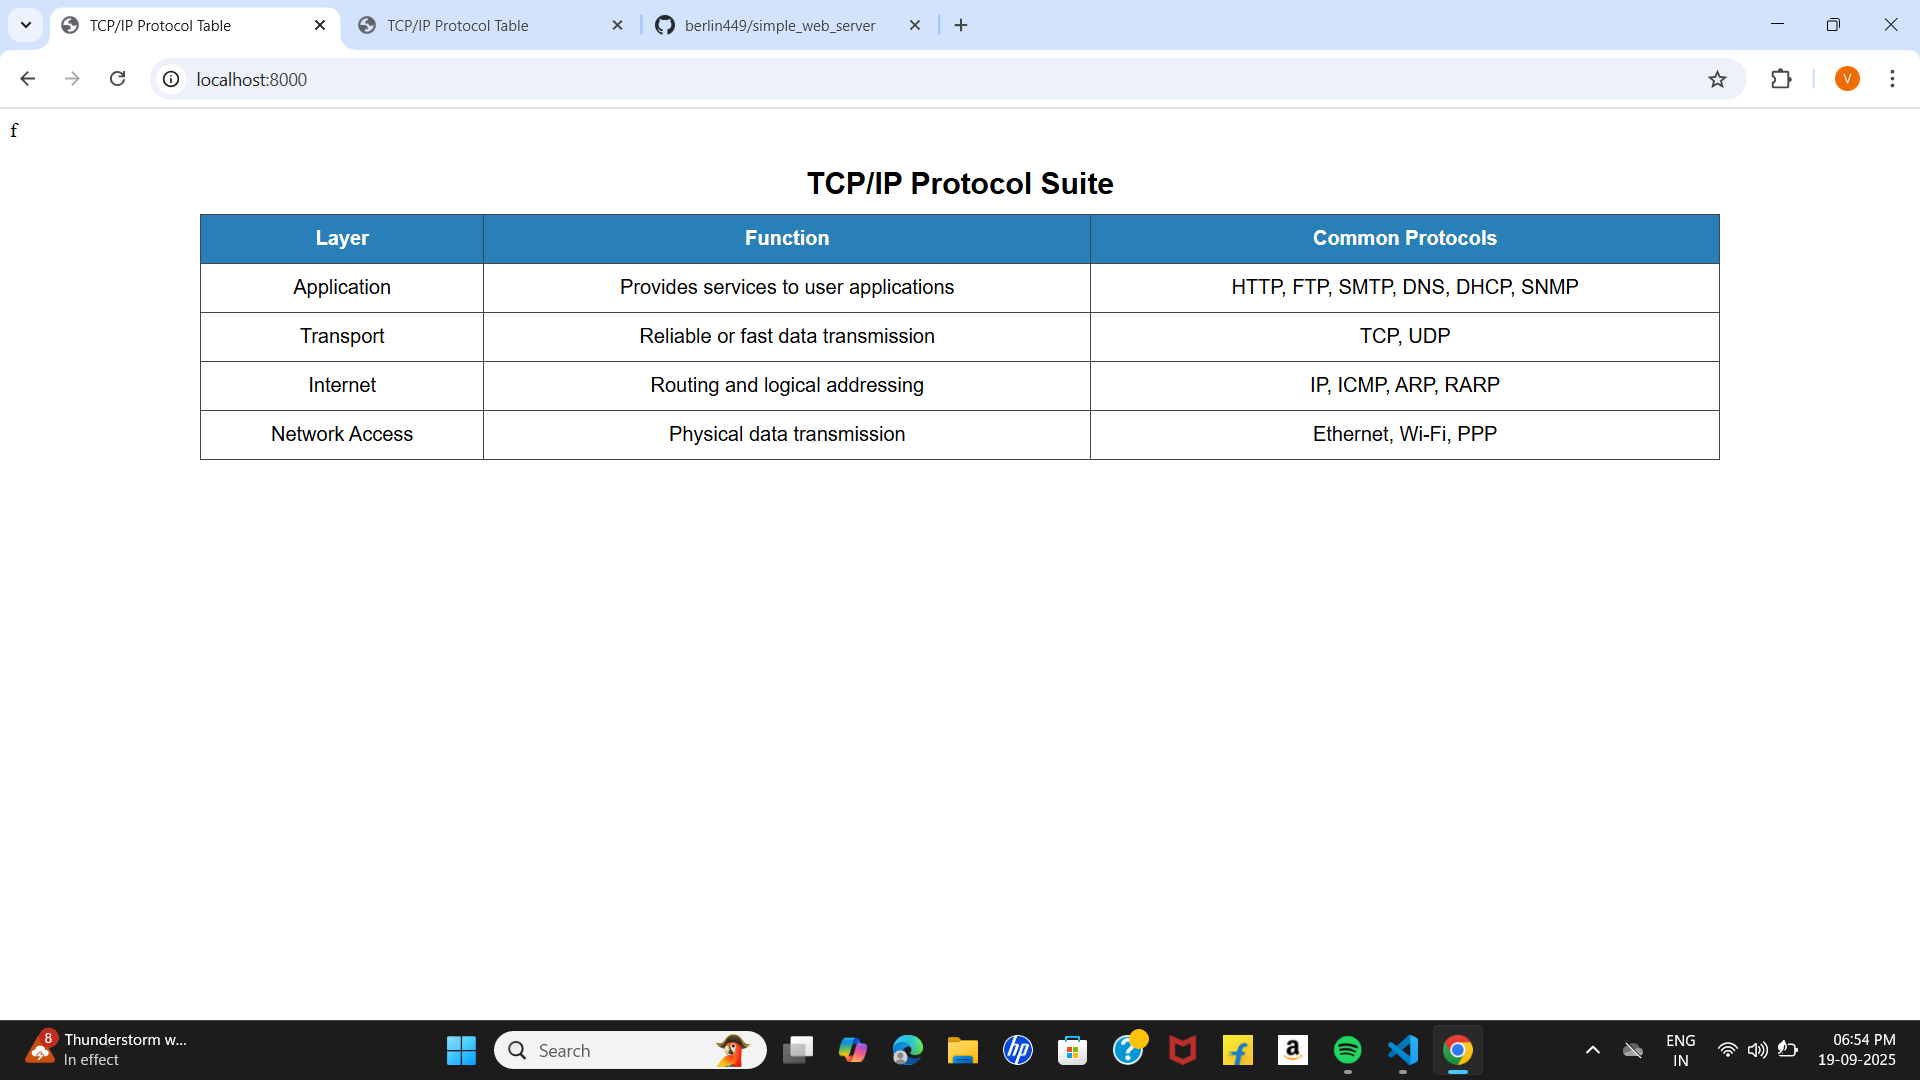 TCP/IP Protocol Table
TCP/IP Protocol Table
berlin449/simple_web_server
localhost:8000
V
f
TCP/IP Protocol Suite
Layer Function Common Protocols
Application Provides services to user applications HTTP, FTP, SMTP, DNS, DHCP, SNMP
Transport Reliable or fast data transmission TCP, UDP
Internet Routing and logical addressing IP, ICMP, ARP, RARP
Network Access Physical data transmission Ethernet, Wi-Fi, PPP
8
Thunderstorm w...
In effect
Search
hp
?
f
a
ENG
IN
06:54 PM
19-09-2025